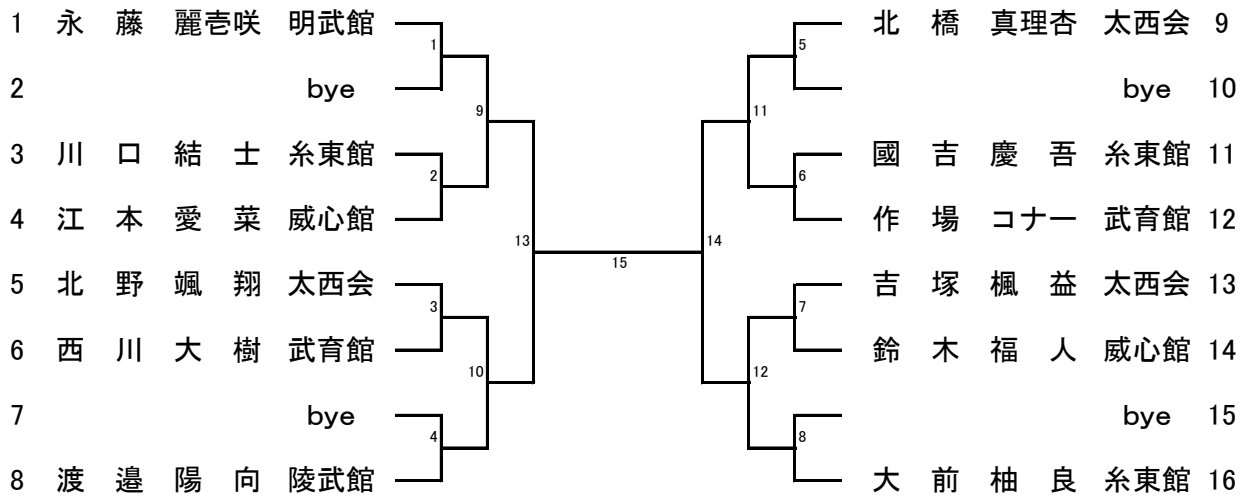 1 永 藤 麗壱咲 明武館
2 bye
3 川 口 結 士 糸東館
4 江 本 愛 菜 威心館
5 北 野 颯 翔 太西会
6 西 川 大 樹 武育館
7 bye
8 渡 邉 陽 向 陵武館
1
2
3
4
9
10
13
15
14
11
12
5
6
7
8
北 橋 真理杏 太西会 9
bye 10
國 吉 慶 吾 糸東館 11
作 場 コナー 武育館 12
吉 塚 楓 益 太西会 13
鈴 木 福 人 威心館 14
bye 15
大 前 柚 良 糸東館 16